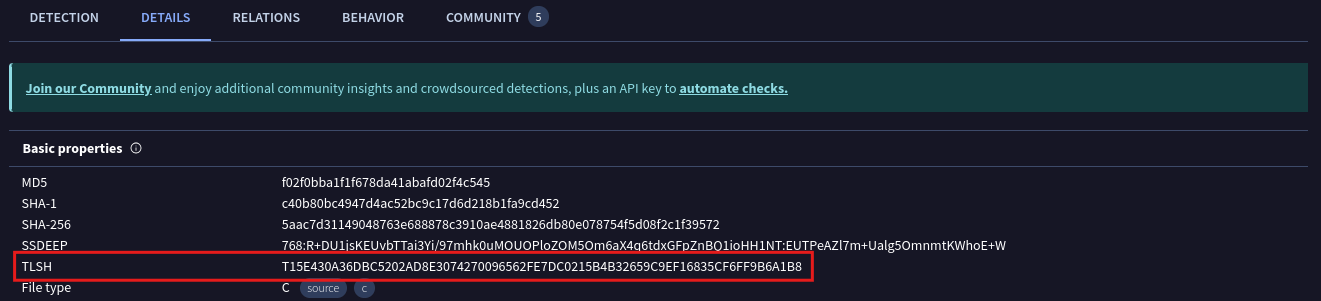 DETECTION DETAILS RELATIONS BEHAVIOR COMMUNITY 5
Join our Community and enjoy additional community insights and crowdsourced detections, plus an API key to automate checks.
Basic properties
MD5 f02f0bba1f1f678da41abafd02f4c545
SHA-1 c40b80bc4947d4ac52bc9c17d6d218b1fa9cd452
SHA-256 5aac7d31149048763e688878c3910ae4881826db80e078754f5d08f2c1f39572
SSDEEP 768:R+DU1jsKEUvbTTai3Yi/97mhk0uMOUOPloZOM5Om6aX4q6tdxGFpZnBQ1ioHH1NT:EUTPeAZl7m+Ualg5OmnmtKWhoE+W
TLSH T15E430A36DBC5202AD8E3074270096562FE7DC0215B4B32659C9EF16835CF6FF9B6A1B8
File type C source c